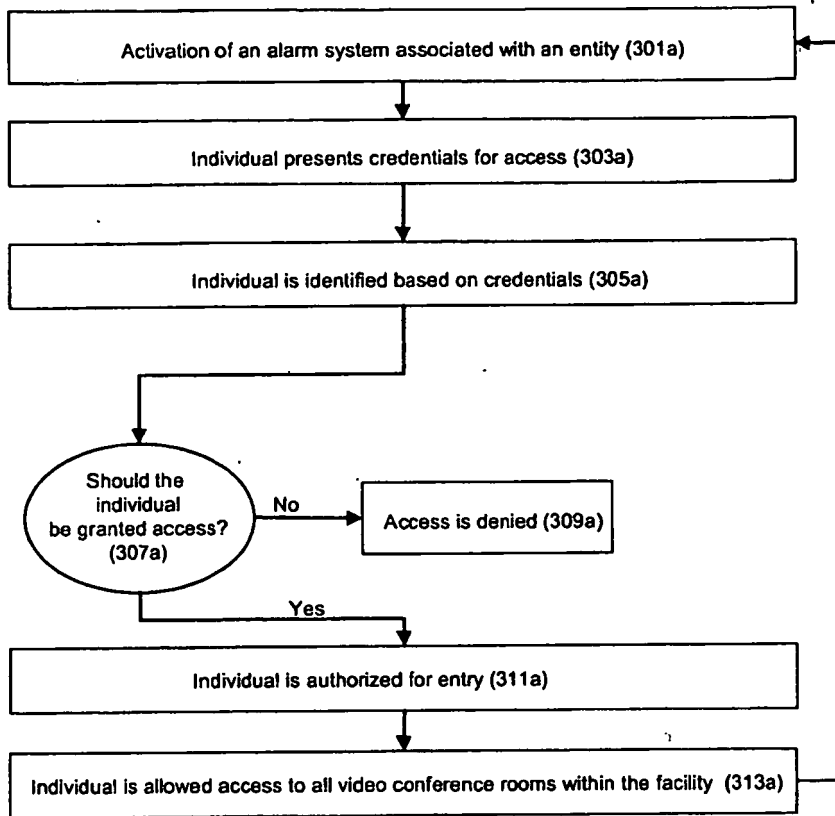 Activation of an alarm system associated with an entity (301a)
Individual presents credentials for access (303a)
Individual is identified based on credentials (305a)
Should the
individual
be granted access?
(307a)
No
Access is denied (309a)
Yes
Individual is authorized for entry (311a)
Individual is allowed access to all video conference rooms within the facility (313a)